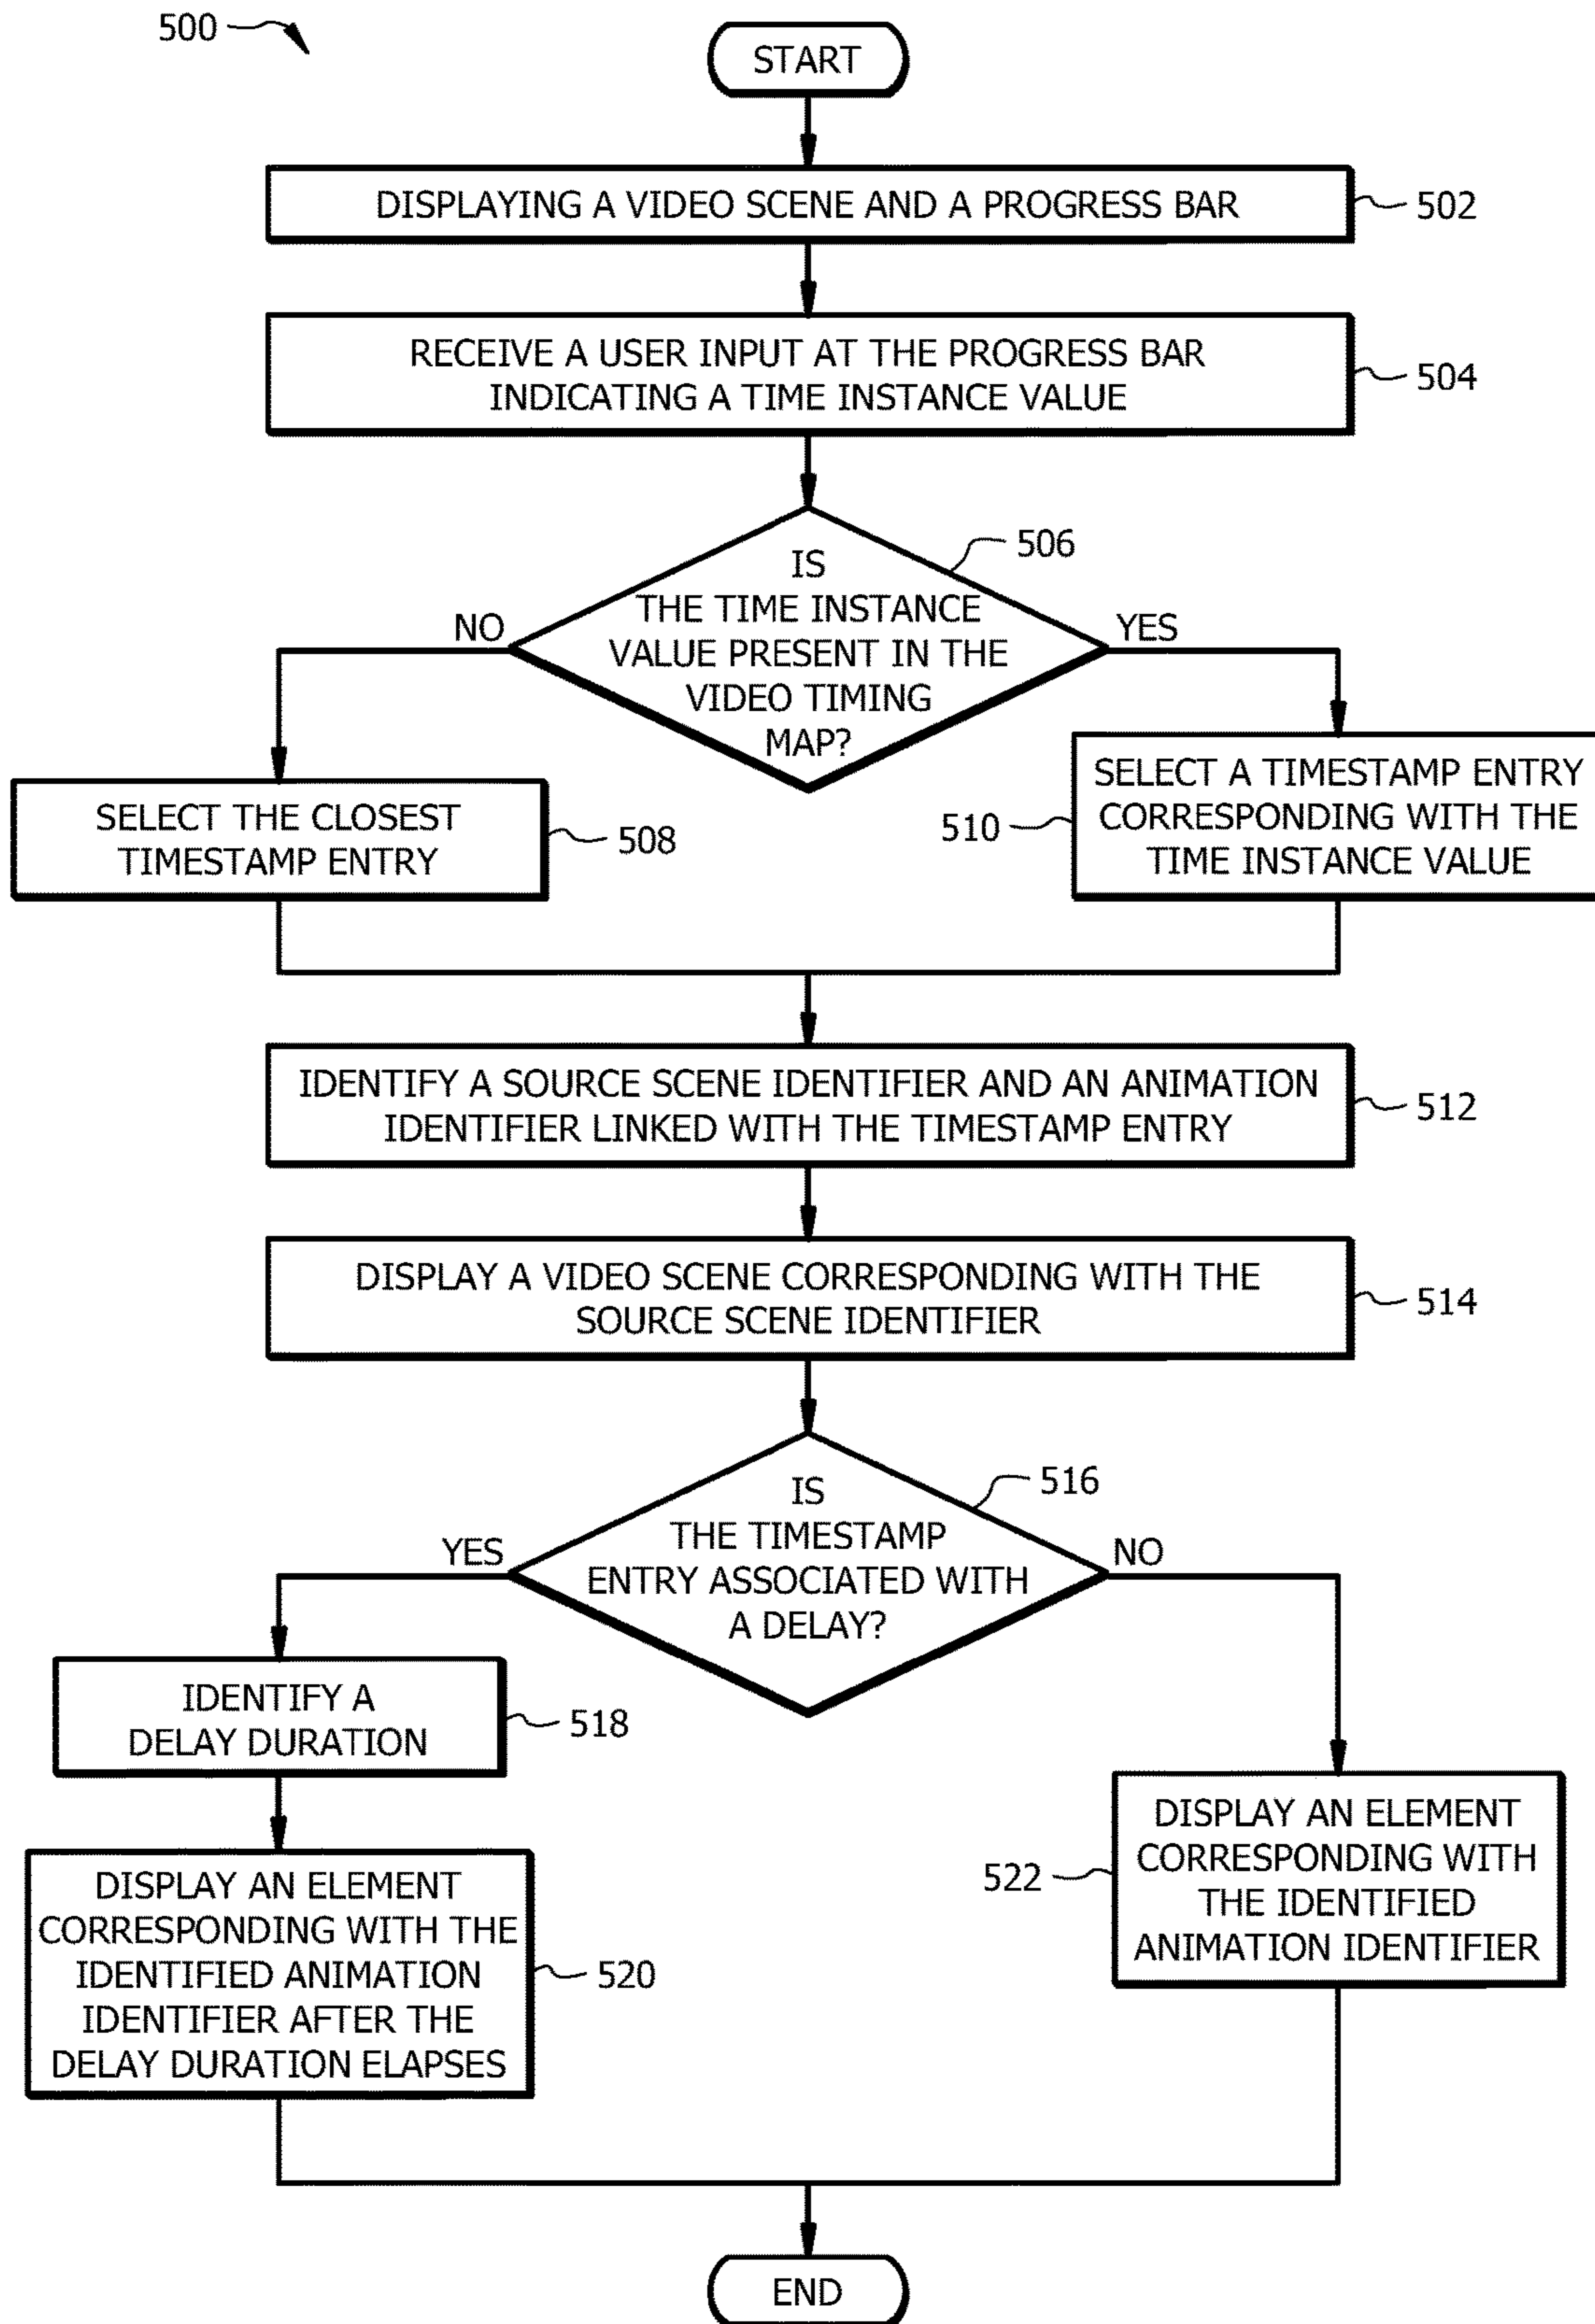 500
START
DISPLAYING A VIDEO SCENE AND A PROGRESS BAR
502
RECEIVE A USER INPUT AT THE PROGRESS BAR
INDICATING A TIME INSTANCE VALUE
504
506
IS
THE TIME INSTANCE
VALUE PRESENT IN THE
VIDEO TIMING
MAP?
NO
YES
SELECT THE CLOSEST
TIMESTAMP ENTRY
508
510
SELECT A TIMESTAMP ENTRY
CORRESPONDING WITH THE
TIME INSTANCE VALUE
IDENTIFY A SOURCE SCENE IDENTIFIER AND AN ANIMATION
IDENTIFIER LINKED WITH THE TIMESTAMP ENTRY
512
DISPLAY A VIDEO SCENE CORRESPONDING WITH THE
SOURCE SCENE IDENTIFIER
514
516
IS
THE TIMESTAMP
ENTRY ASSOCIATED WITH
A DELAY?
YES
NO
IDENTIFY A
DELAY DURATION
518
DISPLAY AN ELEMENT
CORRESPONDING WITH THE
IDENTIFIED ANIMATION
IDENTIFIER AFTER THE
DELAY DURATION ELAPSES
520
522
DISPLAY AN ELEMENT
CORRESPONDING WITH
THE IDENTIFIED
ANIMATION IDENTIFIER
END